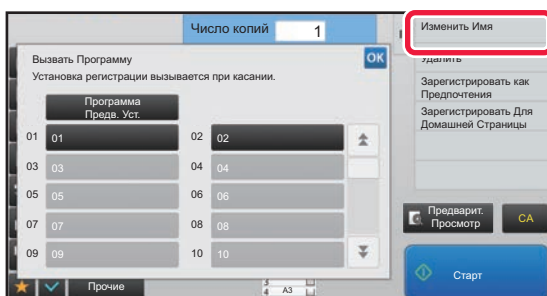 Число копий 1
Изменить Имя
Вызвать Программу
OK
Удалить
Установка регистрации вызывается при касании.
Зарегистрировать как
Предпочтения
Программа
Предв. Уст.
Зарегистрировать Для
Домашней Страницы
01 01 02 02
03 03 04 04
05 05 06 06
07 07 08 08
09 09 10 10
Предварит.
Просмотр
CA
Старт
Прочие
3
4 A3